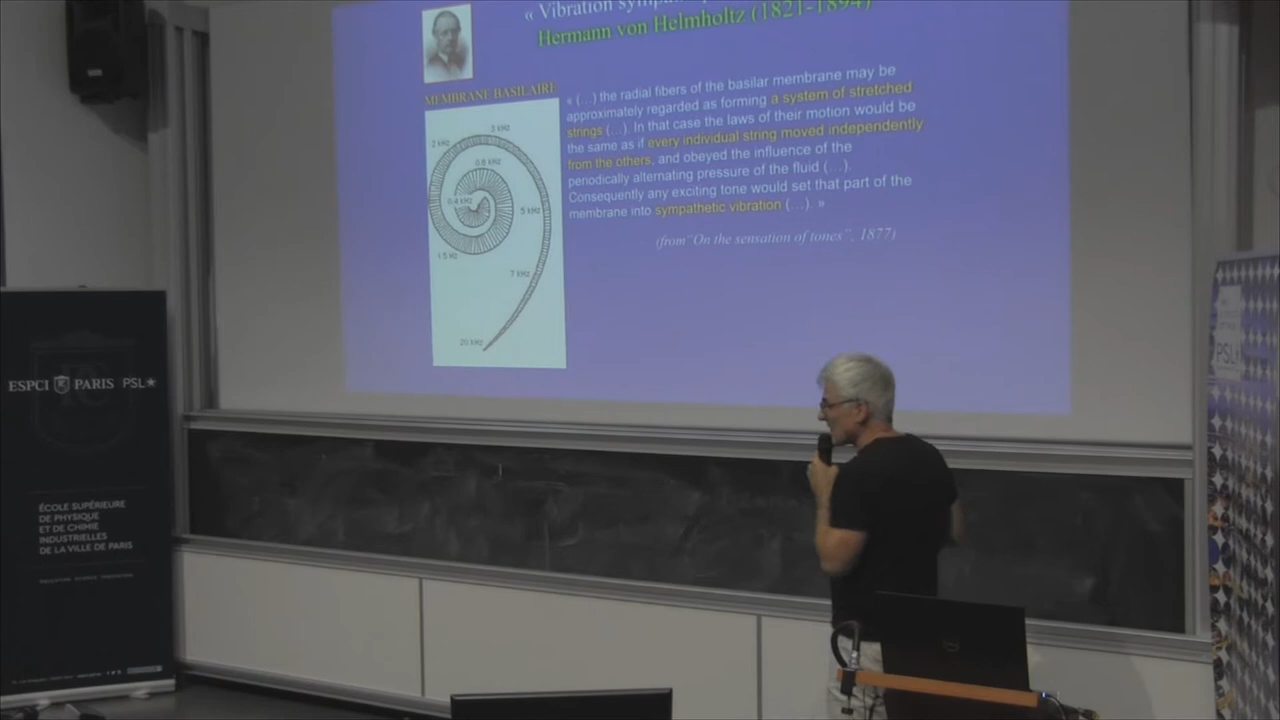 « Vibration
Hermann von Helmholtz (1821-1894)
MEMBRANE BASILAIRE
« (…) the radial fibers of the basilar membrane may be
approximately regarded as forming a system of stretched
strings (…). In that case the laws of their motion would be
the same as if every individual string moved independently
from the others, and obeyed the influence of the
periodically alternating pressure of the fluid (…).
Consequently any exciting tone would set that part of the
membrane into sympathetic vibration (…). »
(from"On the sensation of tones", 1877)
3 kHz
2 kHz
0.8 kHz
0.4 kHz
5 kHz
1.5 Hz
7 kHz
20 kHz
ESPCI PARIS PSL
ÉCOLE SUPÉRIEURE
DE PHYSIQUE
ET DE CHIMIE
INDUSTRIELLES
DE LA VILLE DE PARIS
PSL